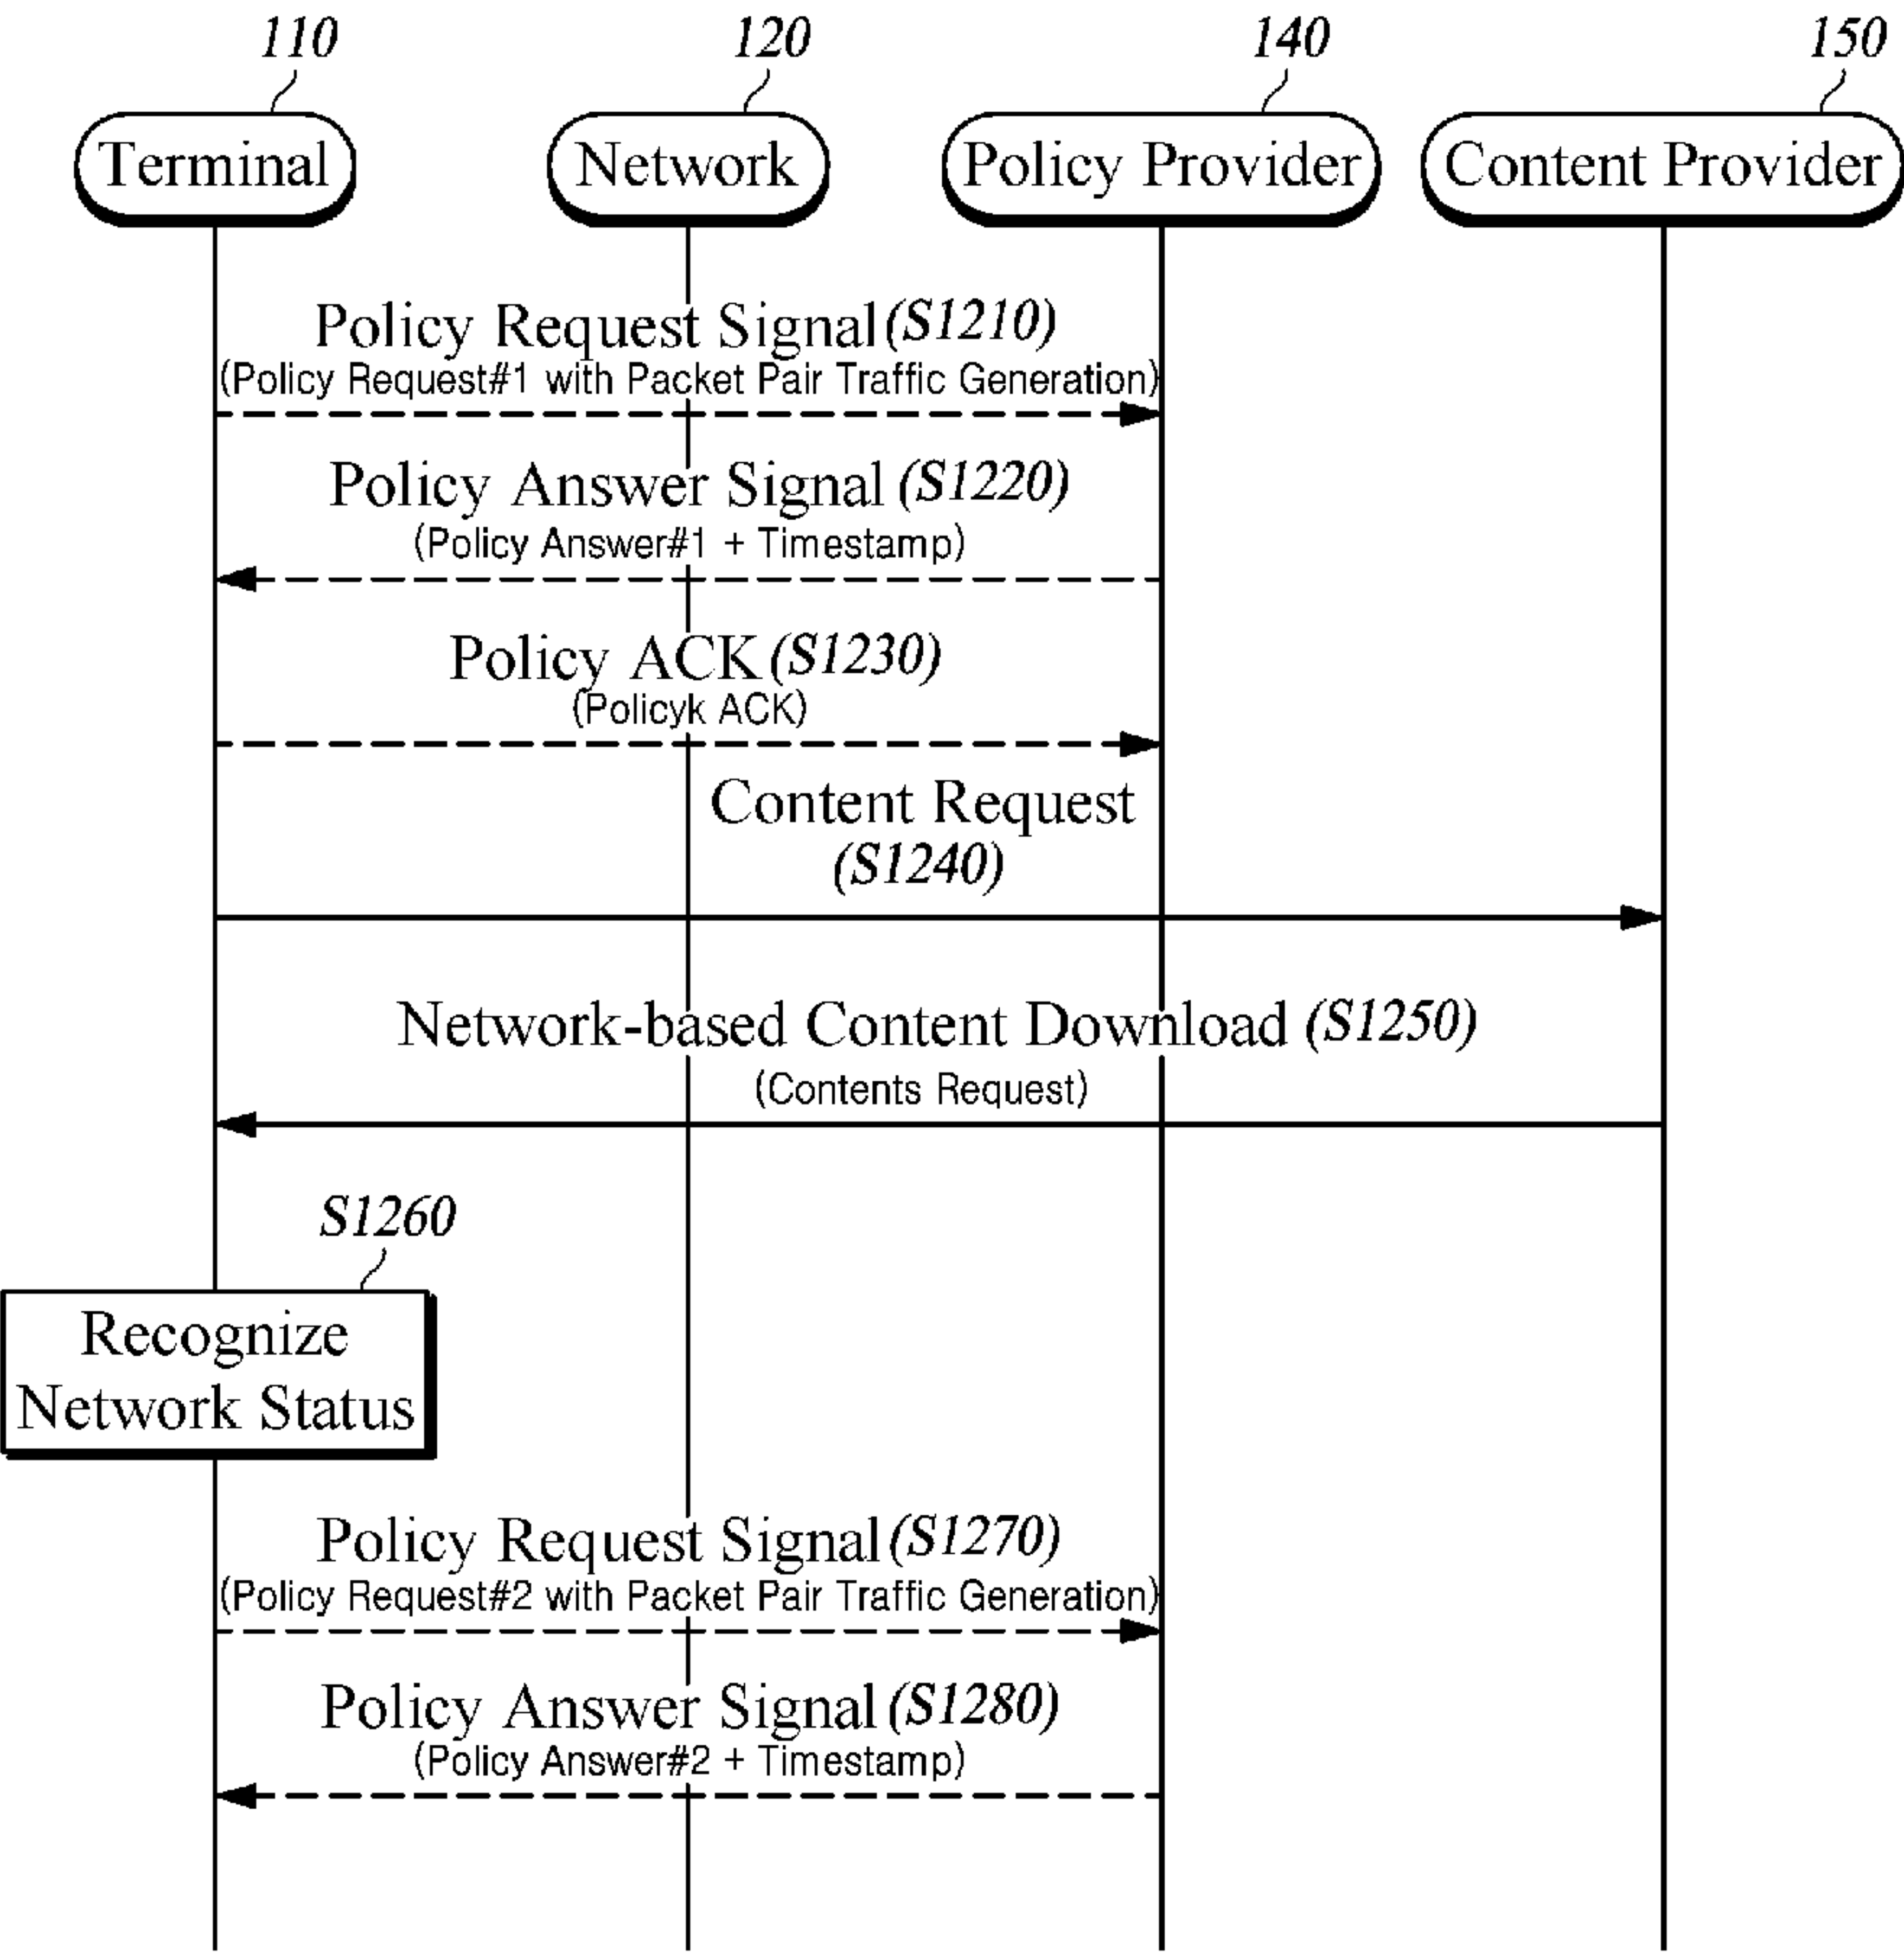 110 120 140 150
Terminal Network Policy Provider Content Provider
Policy Request Signal (S1210)
(Policy Request#1 with Packet Pair Traffic Generation)
Policy Answer Signal (S1220)
(Policy Answer#1 + Timestamp)
Policy ACK (S1230)
(Policyk ACK)
Content Request
(S1240)
Network-based Content Download (S1250)
(Contents Request)
S1260
Recognize
Network Status
Policy Request Signal (S1270)
(Policy Request#2 with Packet Pair Traffic Generation)
Policy Answer Signal (S1280)
(Policy Answer#2 + Timestamp)